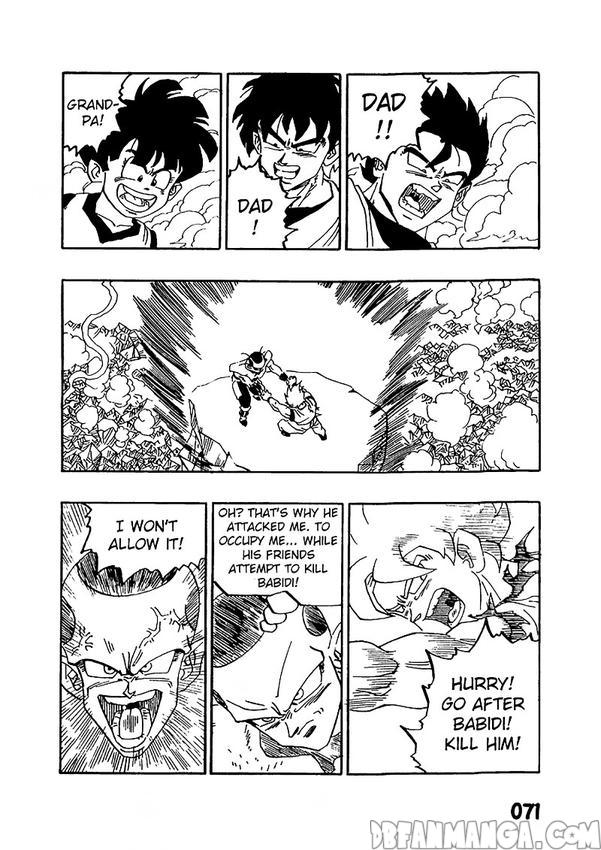 DAD
!!
DAD
!
GRAND-
PA!
HURRY!
GO AFTER
BABIDI!
KILL HIM!
OH? THAT'S WHY HE
ATTACKED ME. TO
OCCUPY ME... WHILE
HIS FRIENDS
ATTEMPT TO KILL
BABIDI!
I WON'T
ALLOW IT!
071
DBFANMANGA.COM